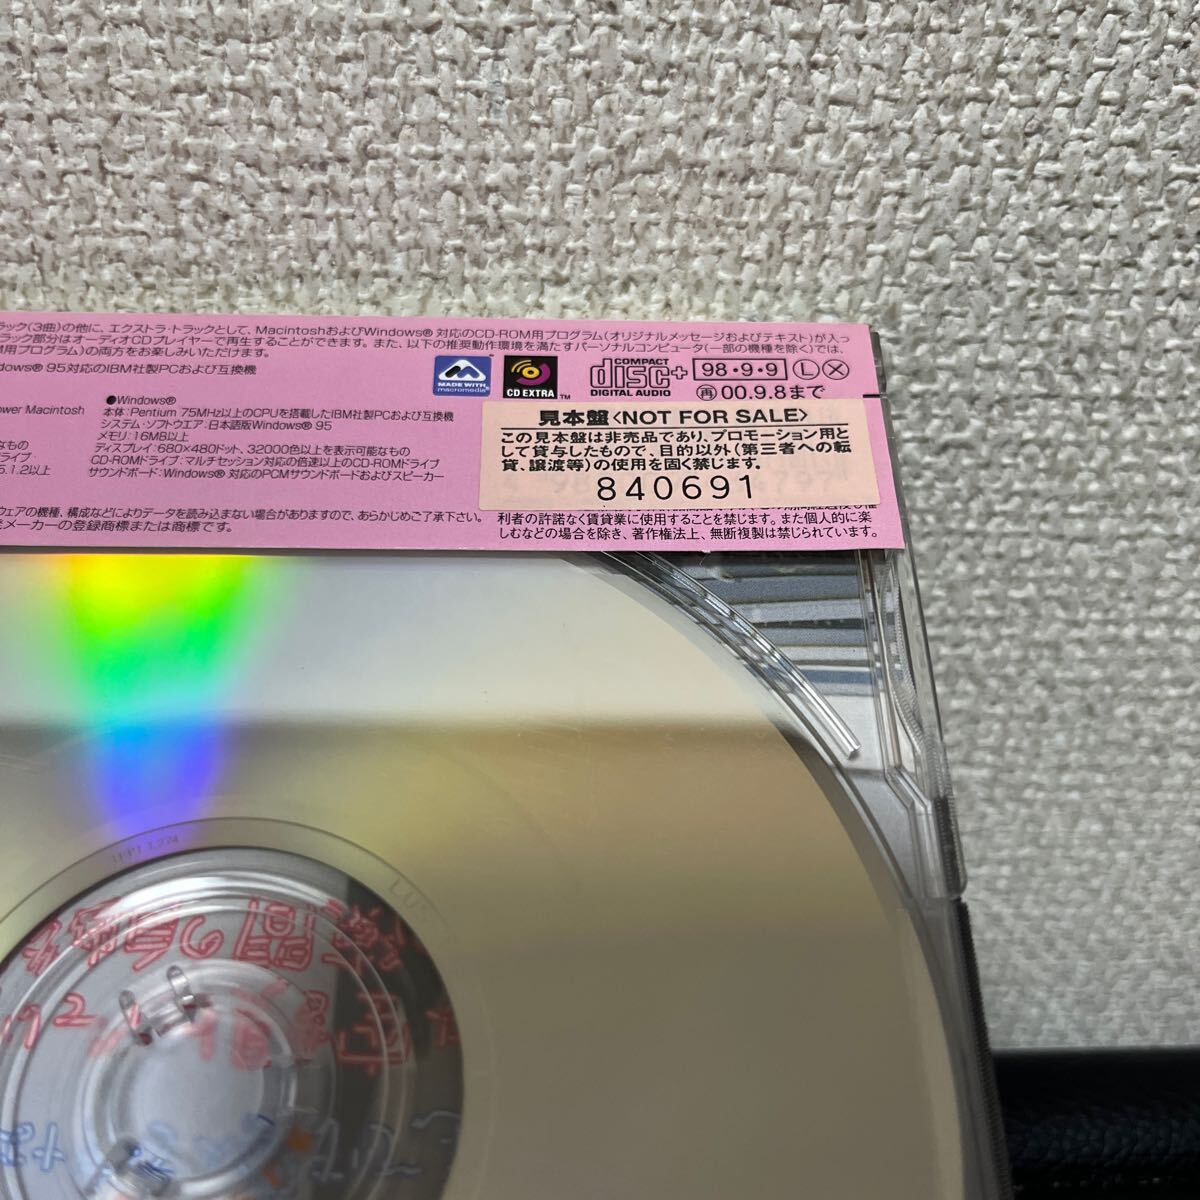 ラック(3曲)の他に、エクストラ・トラックとして、MacintoshおよびWindows® 対応のCD-ROM用プログラム(オリジナルメッセージおよびテキスト)が入っ
ラック部分はオーディオCDプレイヤーで再生することができます。また、以下の推奨動作環境を満たすパーソナルコンピュータ(一部の機種を除く)では、
用プログラム)の両方をお楽しみいただけます。
dows® 95対応のIBM社製PCおよび互換機
MADE WITH
macromedia®
CD EXTRA ™
COMPACT
disc+
DIGITAL AUDIO
98・9・9 Ⓛ Ⓧ
再 00.9.8まで
ower Macintosh
なもの
ライブ
5.1.2以上
●Windows®
本体:Pentium 75MHz以上のCPUを搭載したIBM社製PCおよび互換機
システム・ソフトウエア:日本語版Windows® 95
メモリ:16MB以上
ディスプレイ:680×480ドット、32000色以上を表示可能なもの
CD-ROMドライブ:マルチセッション対応の倍速以上のCD-ROMドライブ
サウンドボード:Windows® 対応のPCMサウンドボードおよびスピーカー
見本盤〈NOT FOR SALE〉
この見本盤は非売品であり、プロモーション用と
して貸与したもので、目的以外(第三者への転
貸、譲渡等)の使用を固く禁じます。
840691
ウェアの機種、構成などによりデータを読み込まない場合がありますので、あらかじめご了承下さい。
メーカーの登録商標または商標です。
利者の許諾なく賃貸業に使用することを禁じます。また個人的に楽
しむなどの場合を除き、著作権法上、無断複製は禁じられています。